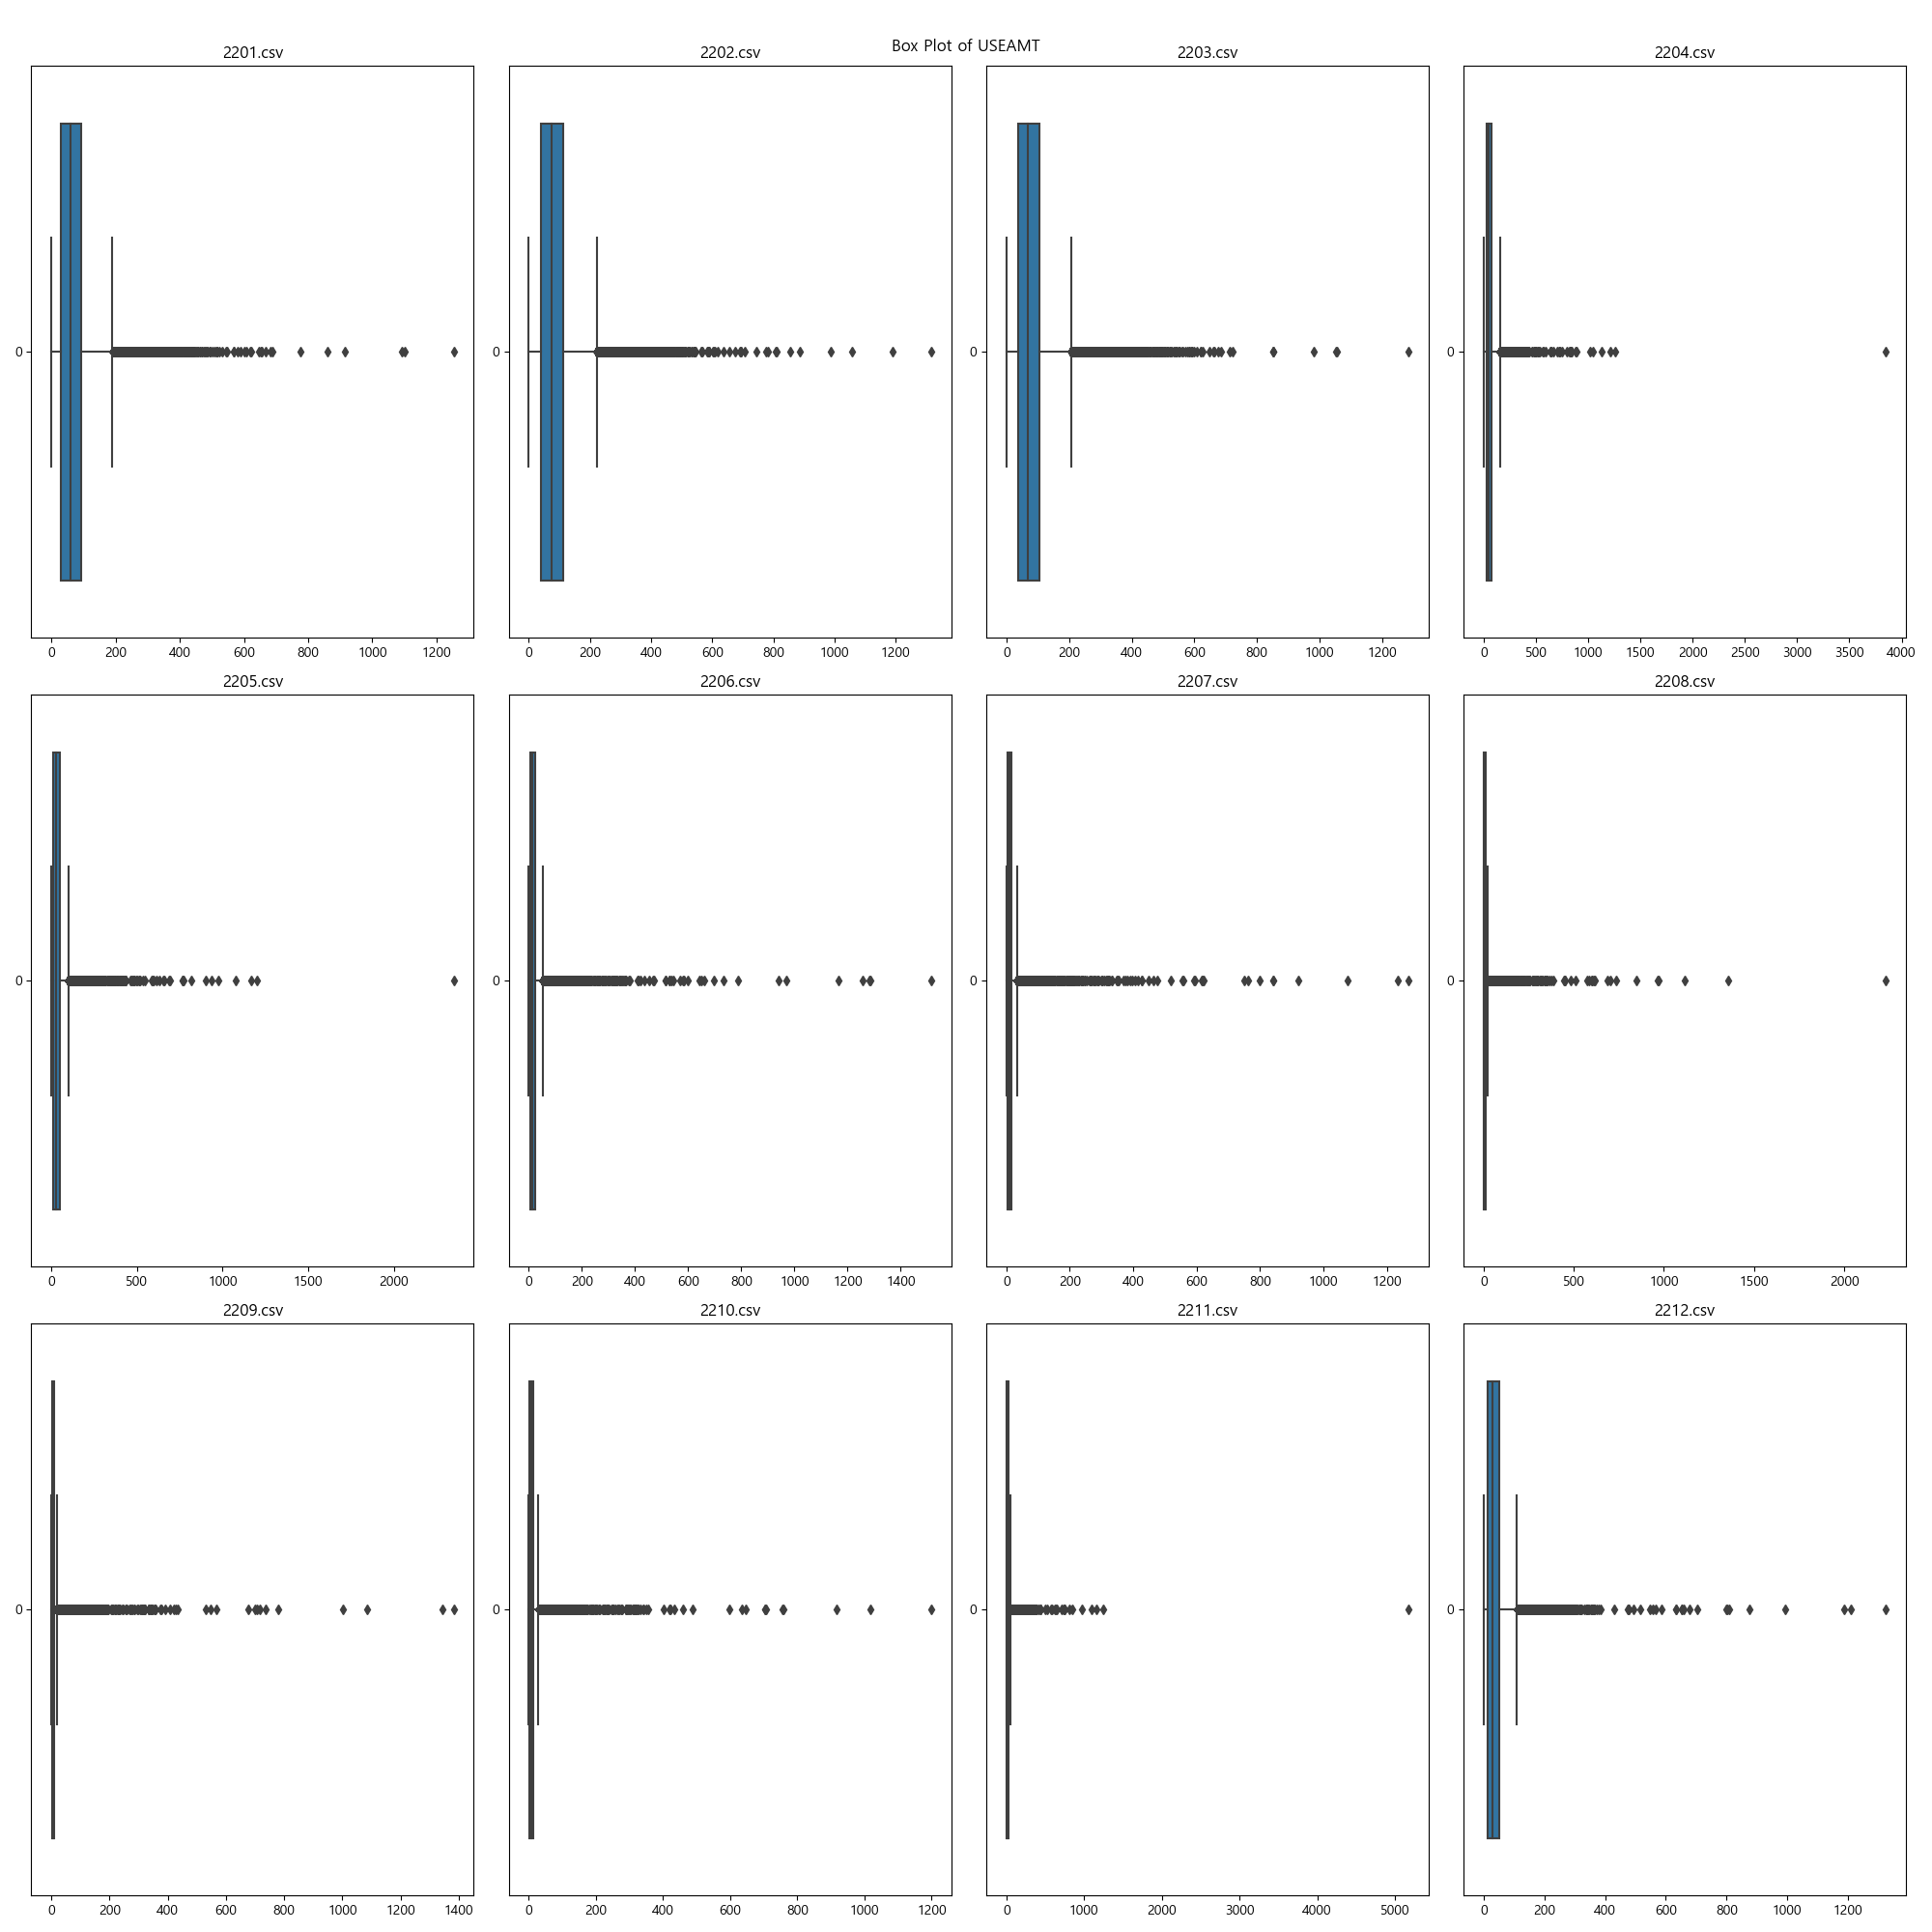 Box Plot of USEAMT
2201.csv 2202.csv 2203.csv 2204.csv
0 0 0 0
0 200 400 600 800 1000 1200 0 200 400 600 800 1000 1200 0 200 400 600 800 1000 1200 0 500 1000 1500 2000 2500 3000 3500 4000
2205.csv 2206.csv 2207.csv 2208.csv
0 0 0 0
0 500 1000 1500 2000 0 200 400 600 800 1000 1200 1400 0 200 400 600 800 1000 1200 0 500 1000 1500 2000
2209.csv 2210.csv 2211.csv 2212.csv
0 0 0 0
0 200 400 600 800 1000 1200 1400 0 200 400 600 800 1000 1200 0 1000 2000 3000 4000 5000 0 200 400 600 800 1000 1200